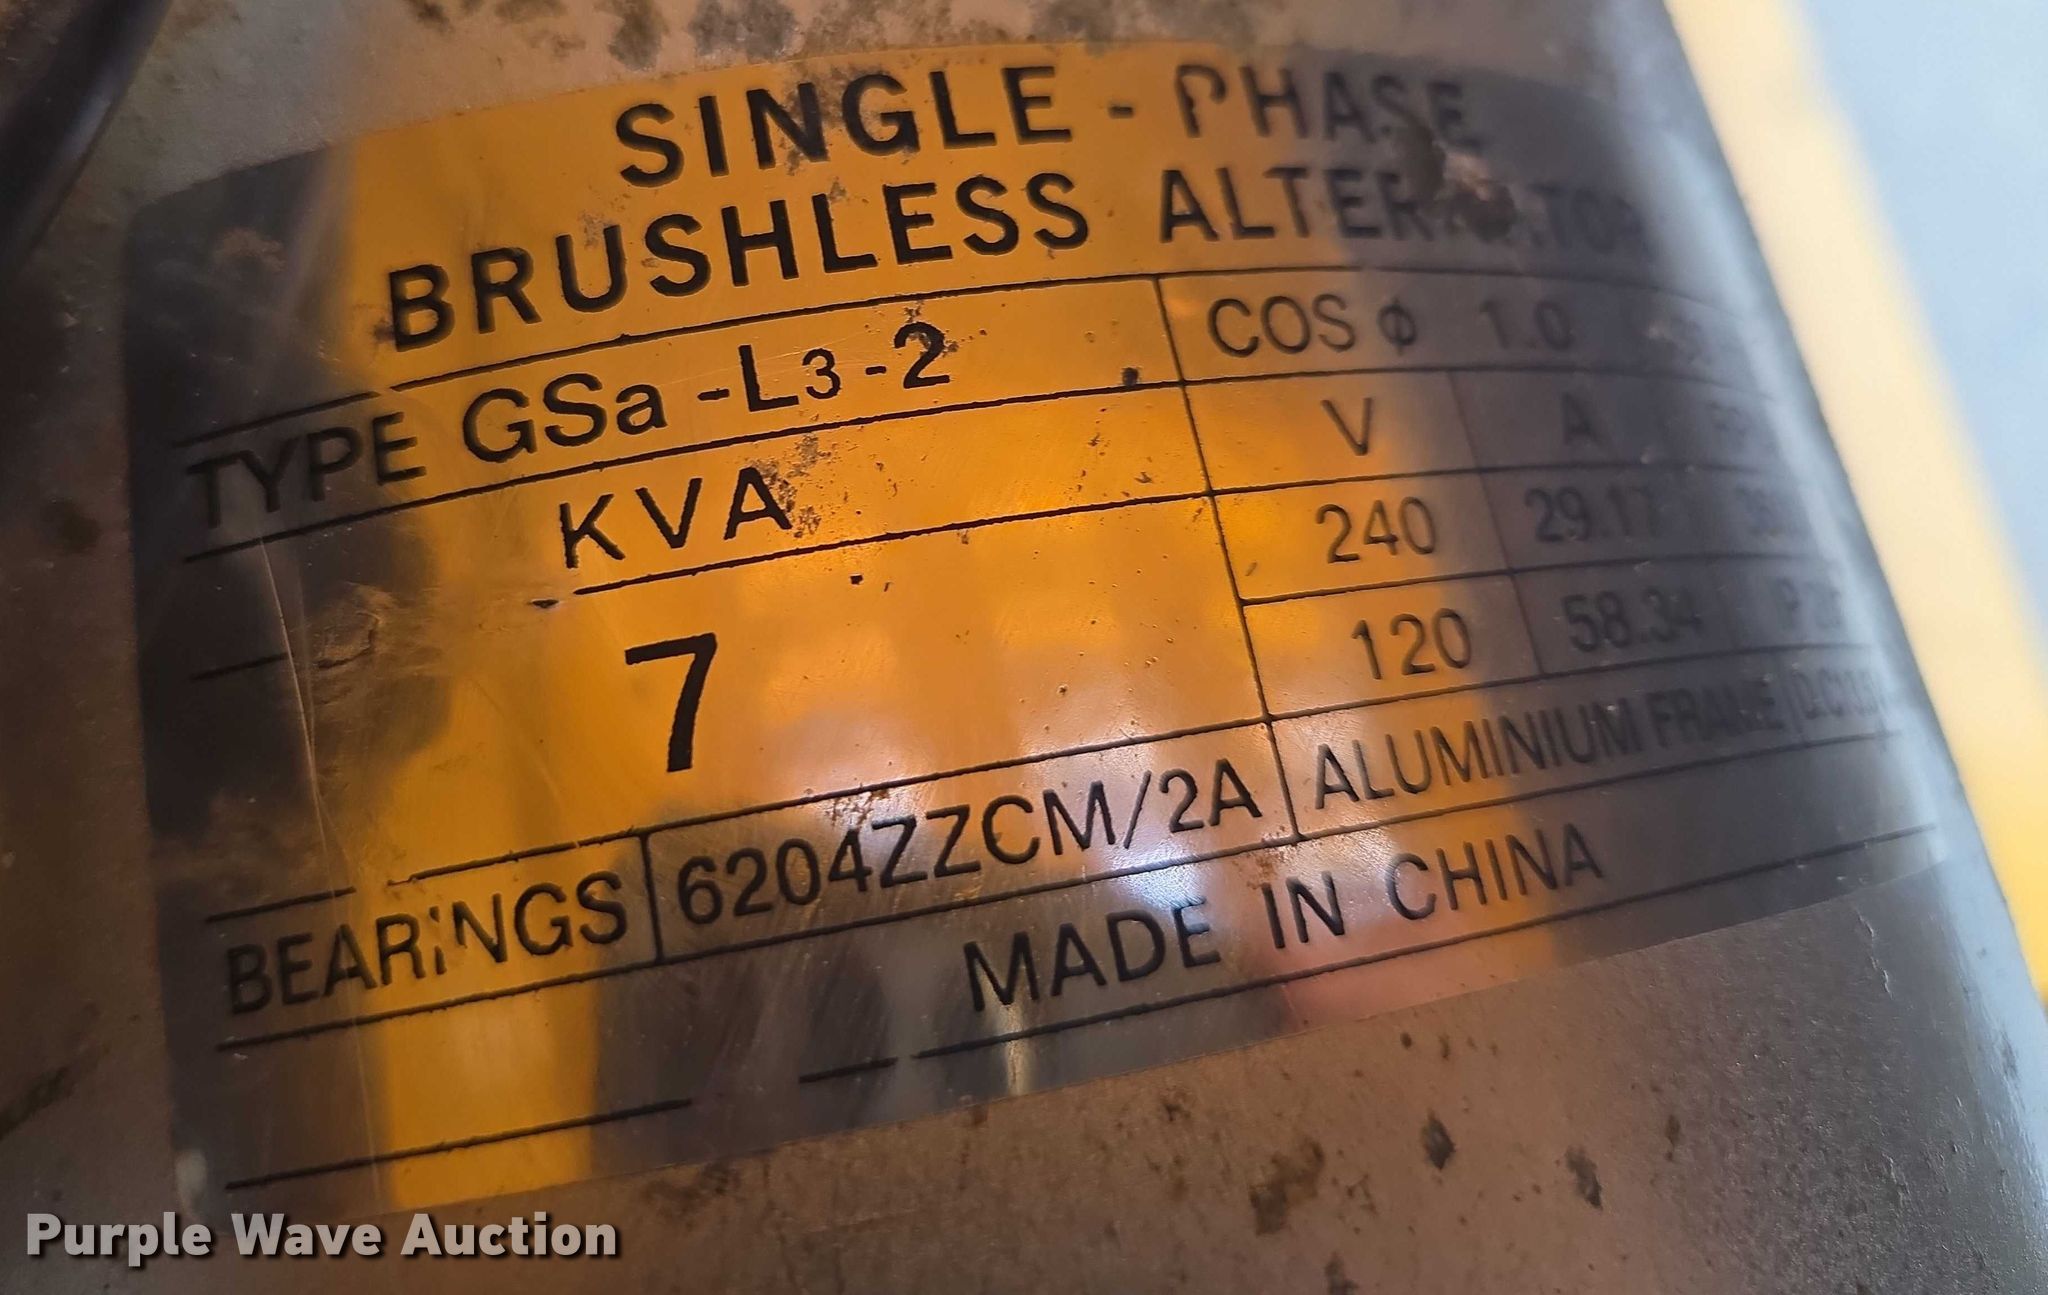 SINGLE - PHASE
BRUSHLESS ALTERNATOR
TYPE GSa -L3-2 COS ϕ 1.0
KVA V A
7 240 29.17
120 58.34
BEARINGS 6204ZZCM/2A ALUMINIUM FRAME
MADE IN CHINA
Purple Wave Auction